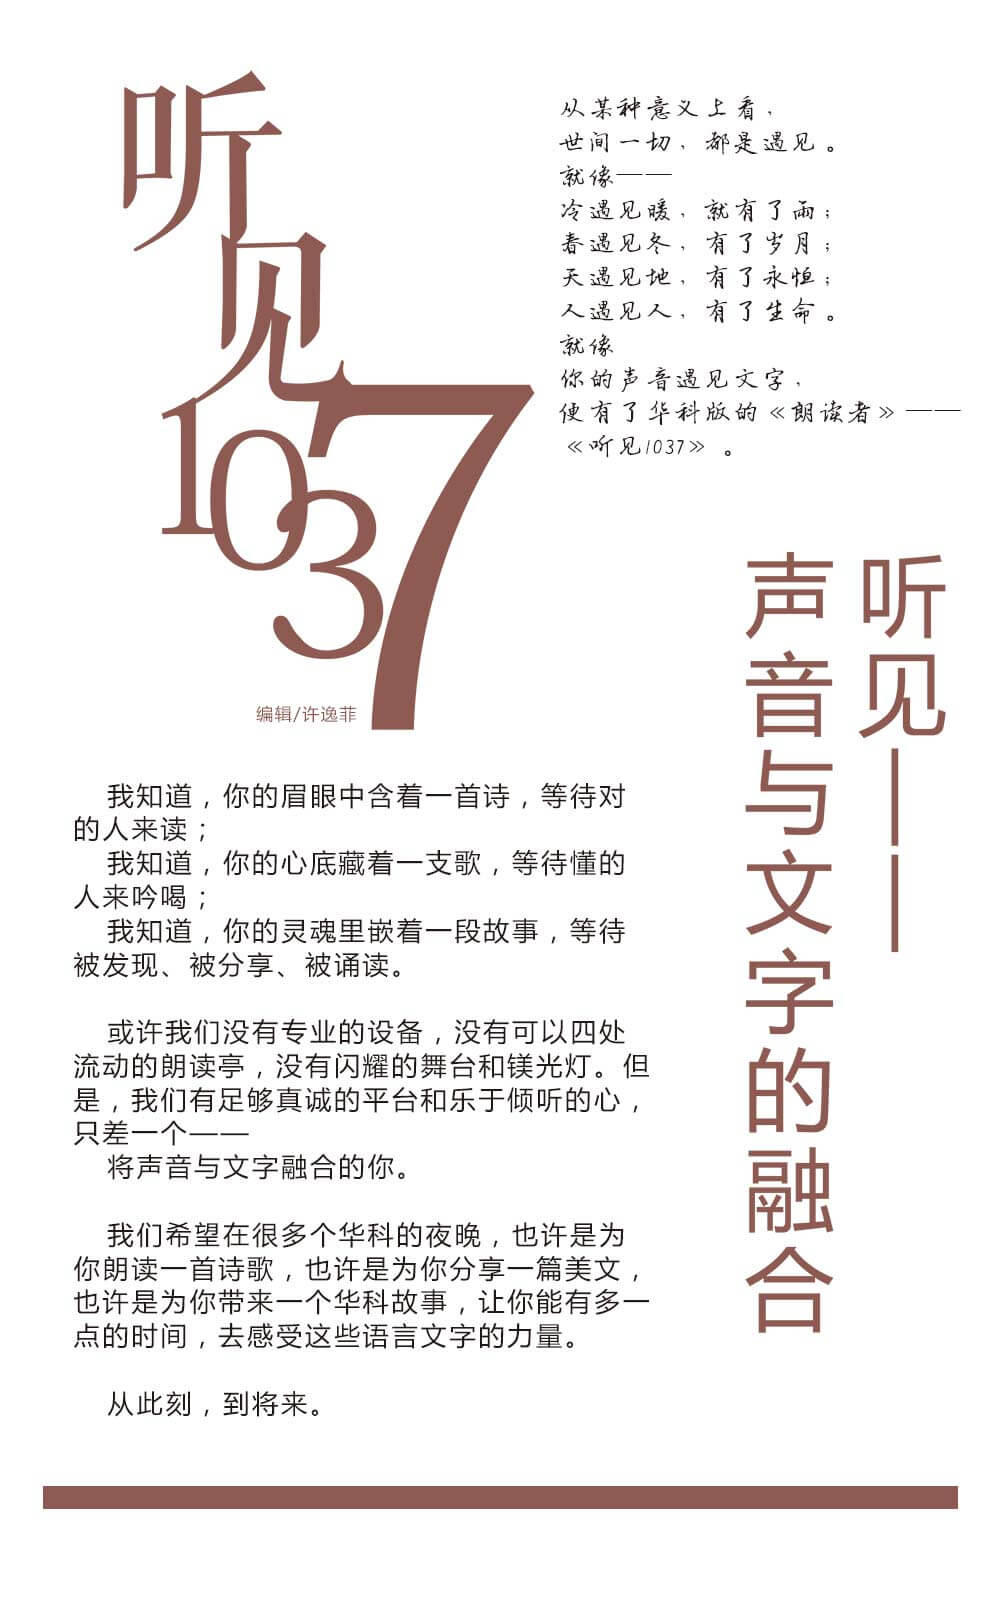 听见
1037
编辑/许逸菲
从某种意义上看，
世间一切，都是遇见。
就像——
冷遇见暖，就有了雨；
春遇见冬，有了岁月；
天遇见地，有了永恒；
人遇见人，有了生命。
就像
你的声音遇见文字，
便有了华科版的《朗读者》——
《听见1037》。
听见——
声音与文字的融合
我知道，你的眉眼中含着一首诗，等待对
的人来读；
我知道，你的心底藏着一支歌，等待懂的
人来吟喝；
我知道，你的灵魂里嵌着一段故事，等待
被发现、被分享、被诵读。
或许我们没有专业的设备，没有可以四处
流动的朗读亭，没有闪耀的舞台和镁光灯。但
是，我们有足够真诚的平台和乐于倾听的心，
只差一个——
将声音与文字融合的你。
我们希望在很多个华科的夜晚，也许是为
你朗读一首诗歌，也许是为你分享一篇美文，
也许是为你带来一个华科故事，让你能有多一
点的时间，去感受这些语言文字的力量。
从此刻，到将来。